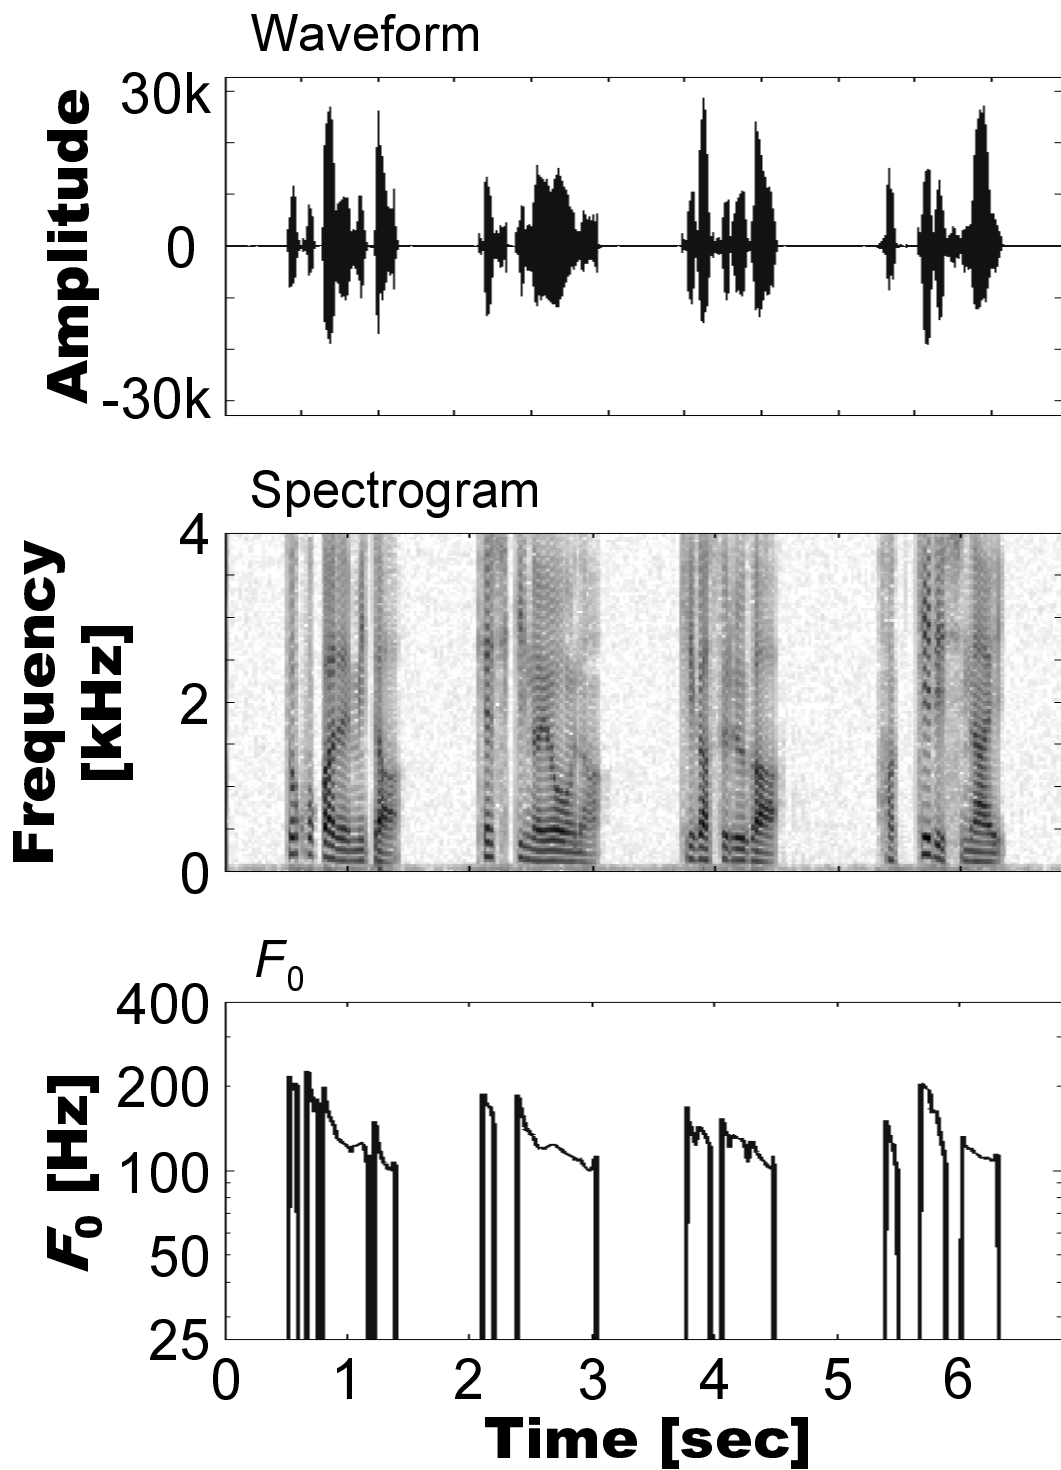 Waveform
Amplitude
30k
0
-30k
Spectrogram
Frequency
[kHz]
4
2
0
F0
F0 [Hz]
400
200
100
50
25
0 1 2 3 4 5 6
Time [sec]